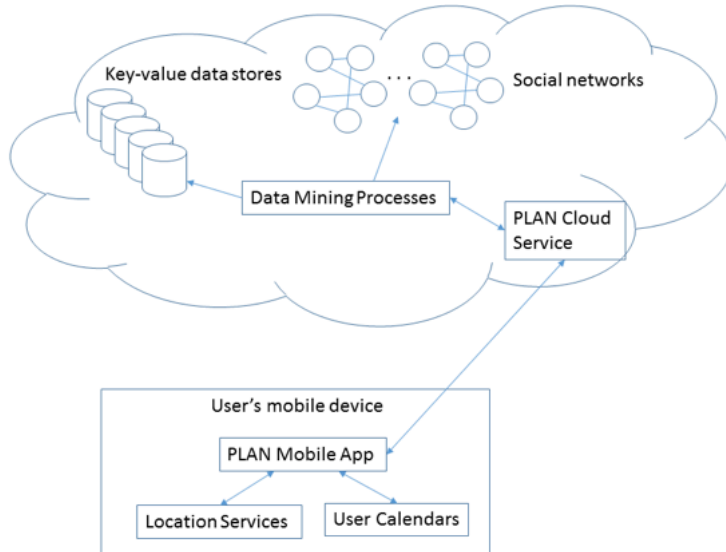 Key-value data stores
...
Social networks
Data Mining Processes
PLAN Cloud
Service
User's mobile device
PLAN Mobile App
Location Services
User Calendars